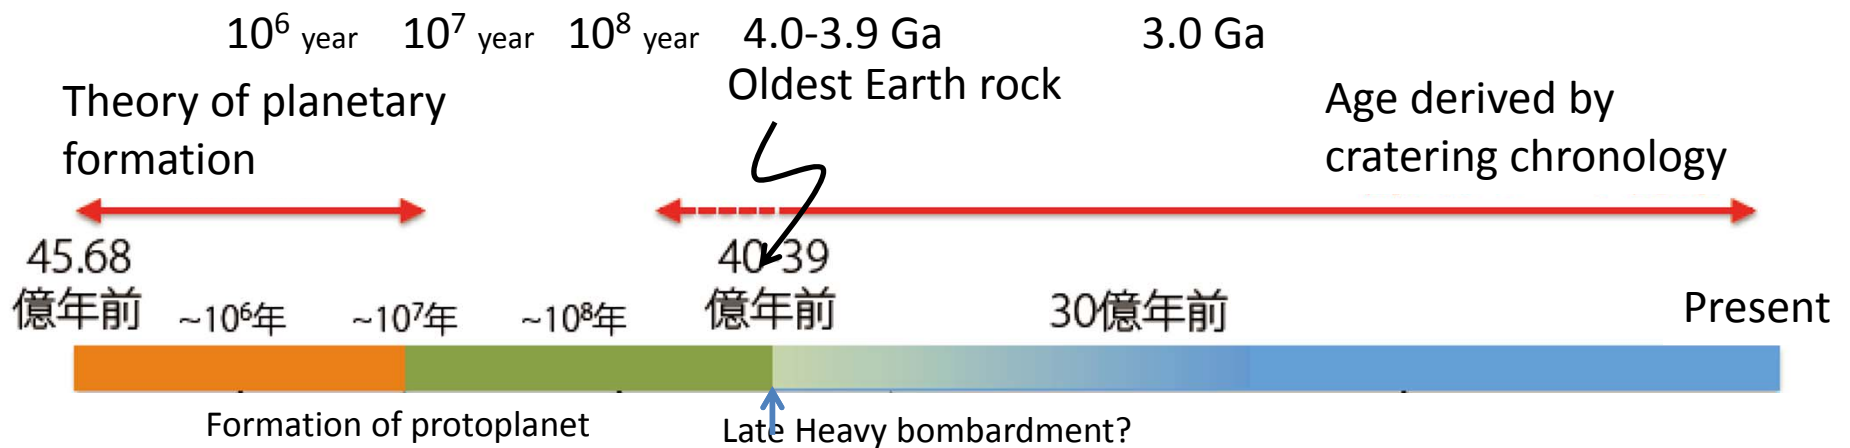 10⁶ year 10⁷ year 10⁸ year 4.0-3.9 Ga 3.0 Ga
Oldest Earth rock
Theory of planetary
formation
Age derived by
cratering chronology
45.68
億年前
~10⁶年
~10⁷年
~10⁸年
40-39
億年前
30億年前
Present
Formation of protoplanet
Late Heavy bombardment?